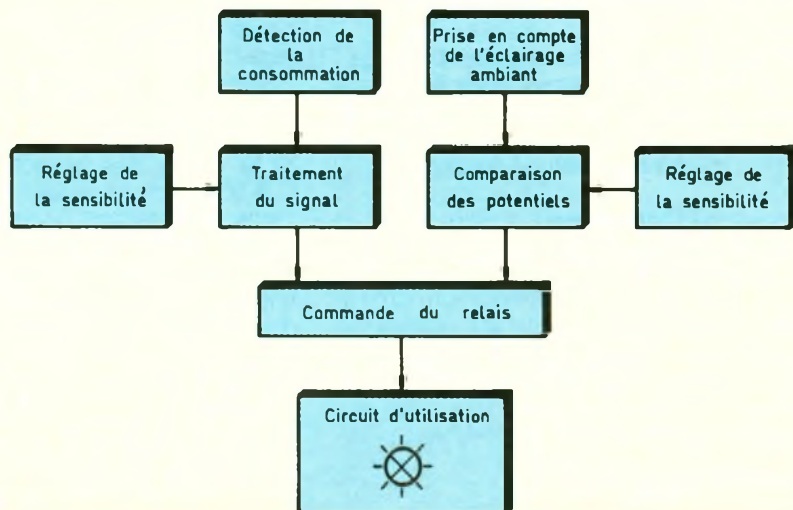 Détection de
la
consommation
Prise en compte
de l'éclairage
ambiant
Réglage de
la sensibilité
Traitement
du signal
Comparaison
des potentiels
Réglage de
la sensibilité
Commande du relais
Circuit d'utilisation